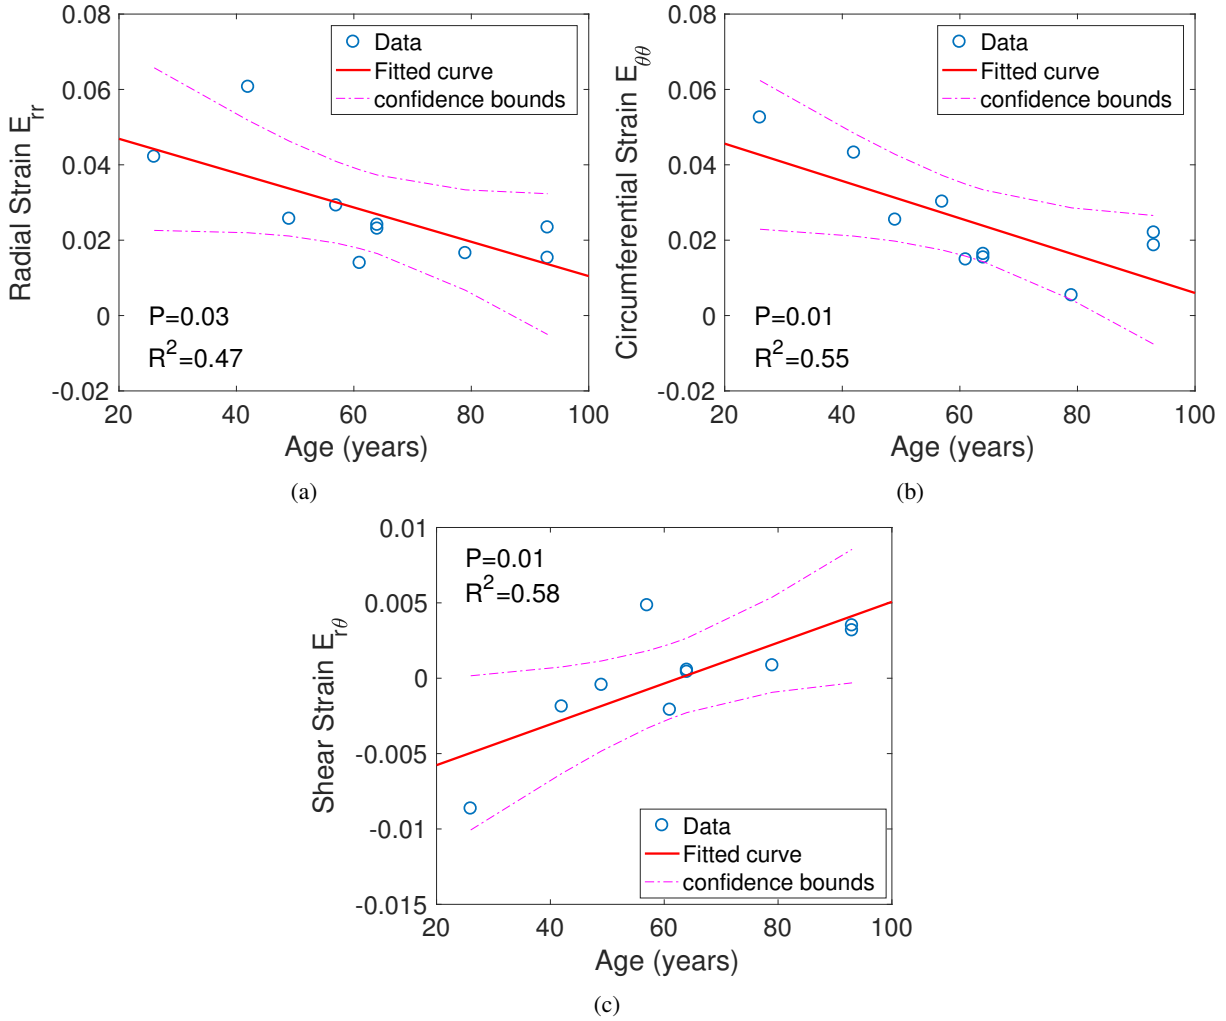 0.08
0.06
0.04
0.02
0
-0.02
20
40
60
80
100
Radial Strain E_rr
Age (years)
Data
Fitted curve
confidence bounds
P=0.03
R^2=0.47
(a)
0.08
0.06
0.04
0.02
0
-0.02
20
40
60
80
100
Circumferential Strain E_θθ
Age (years)
Data
Fitted curve
confidence bounds
P=0.01
R^2=0.55
(b)
0.01
0.005
0
-0.005
-0.01
-0.015
20
40
60
80
100
Shear Strain E_rθ
Age (years)
P=0.01
R^2=0.58
Data
Fitted curve
confidence bounds
(c)